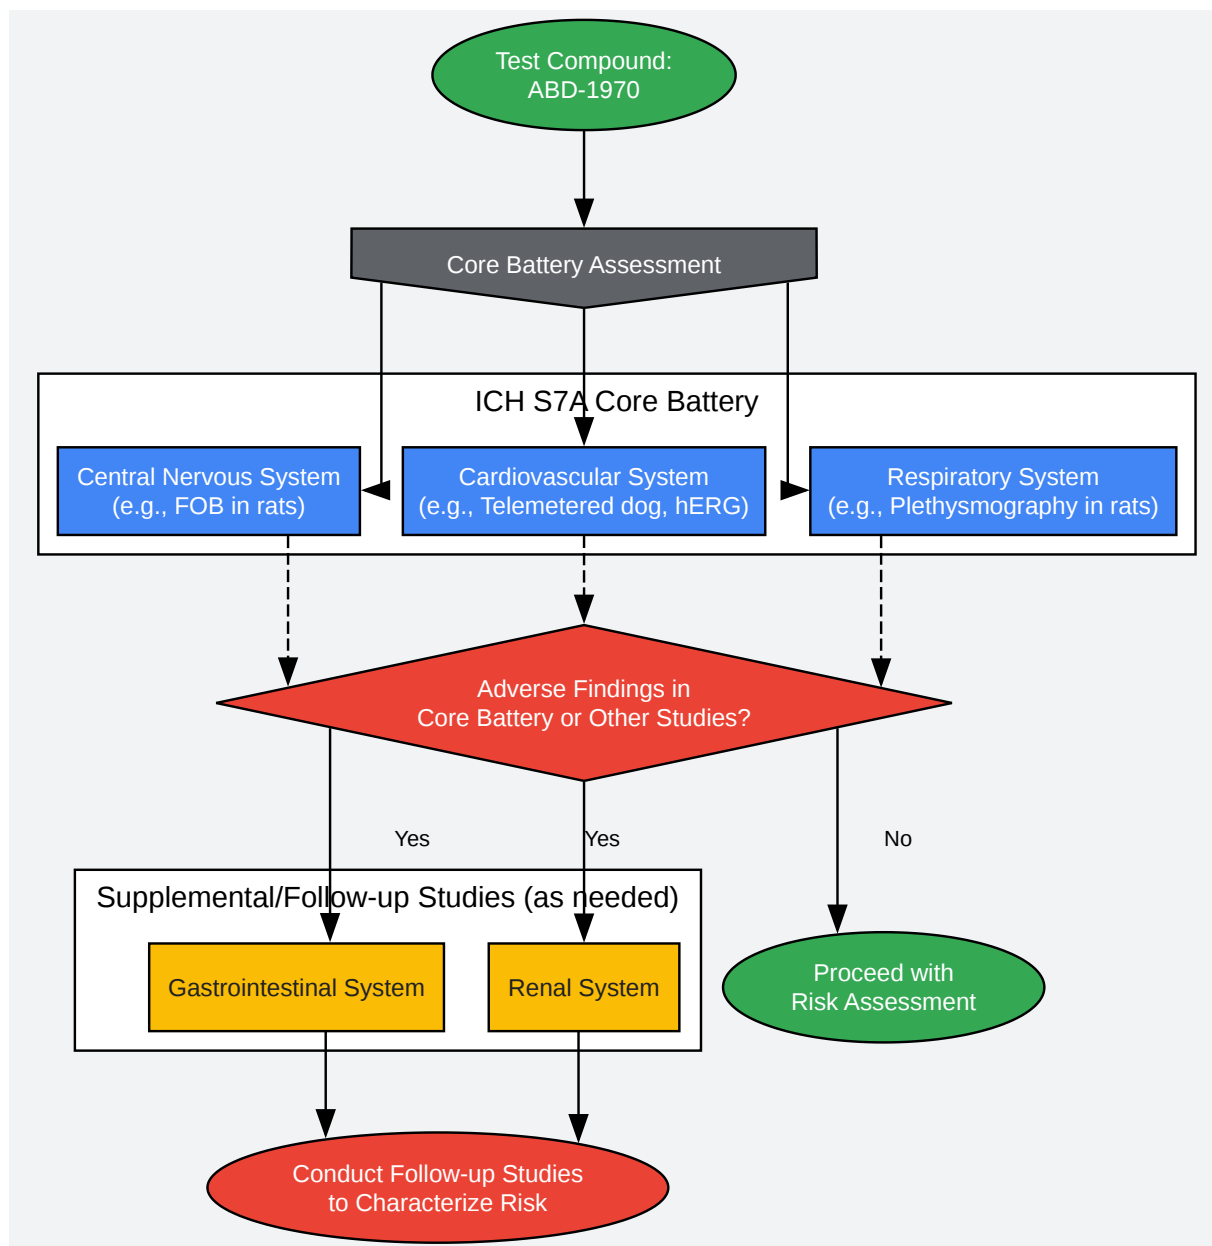 Test Compound:
ABD-1970
Core Battery Assessment
ICH S7A Core Battery
Central Nervous System
(e.g., FOB in rats)
Cardiovascular System
(e.g., Telemetered dog, hERG)
Respiratory System
(e.g., Plethysmography in rats)
Adverse Findings in
Core Battery or Other Studies?
Yes
Yes
No
Supplemental/Follow-up Studies (as needed)
Gastrointestinal System
Renal System
Proceed with
Risk Assessment
Conduct Follow-up Studies
to Characterize Risk